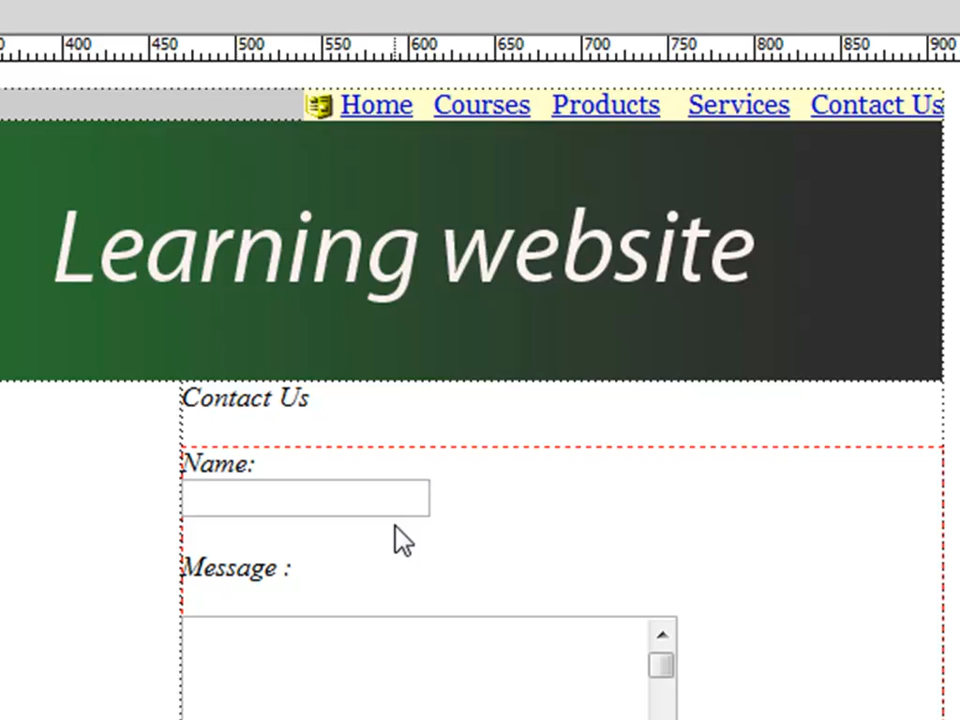 400 450 500 550 600 650 700 750 800 850 900
Home Courses Products Services Contact Us
Learning website
Contact Us
Name:
Message :